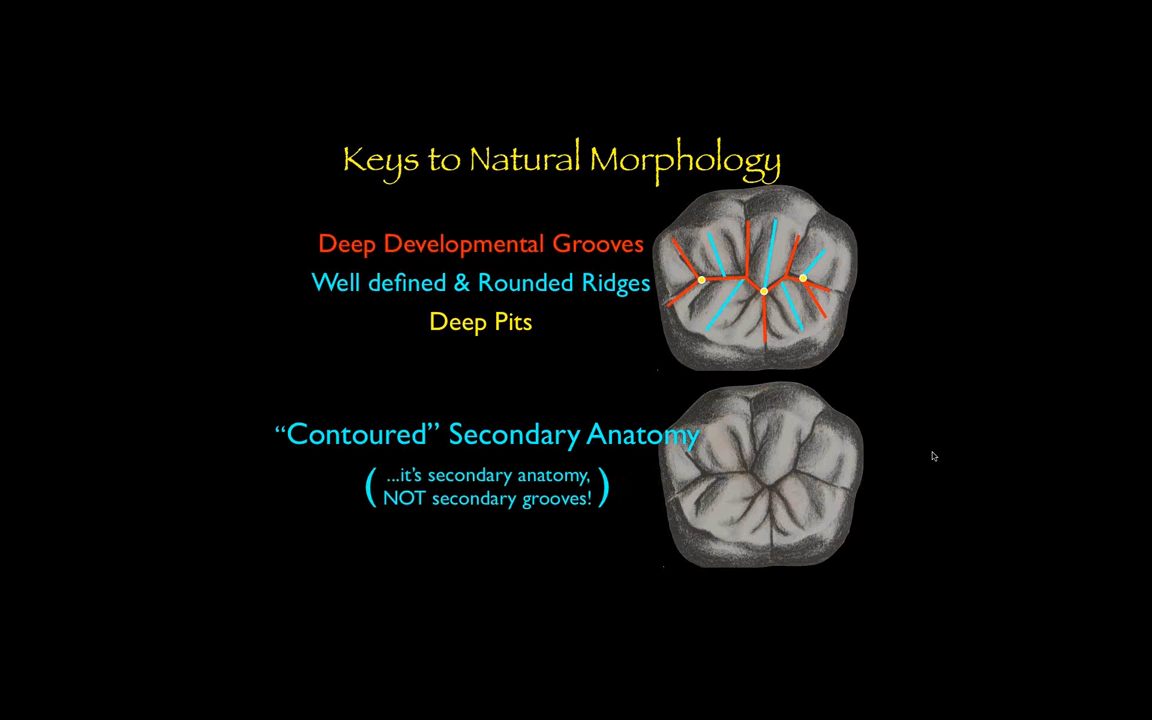 Keys to Natural Morphology
Deep Developmental Grooves
Well defined & Rounded Ridges
Deep Pits
“Contoured” Secondary Anatomy
( ...it’s secondary anatomy,
NOT secondary grooves! )